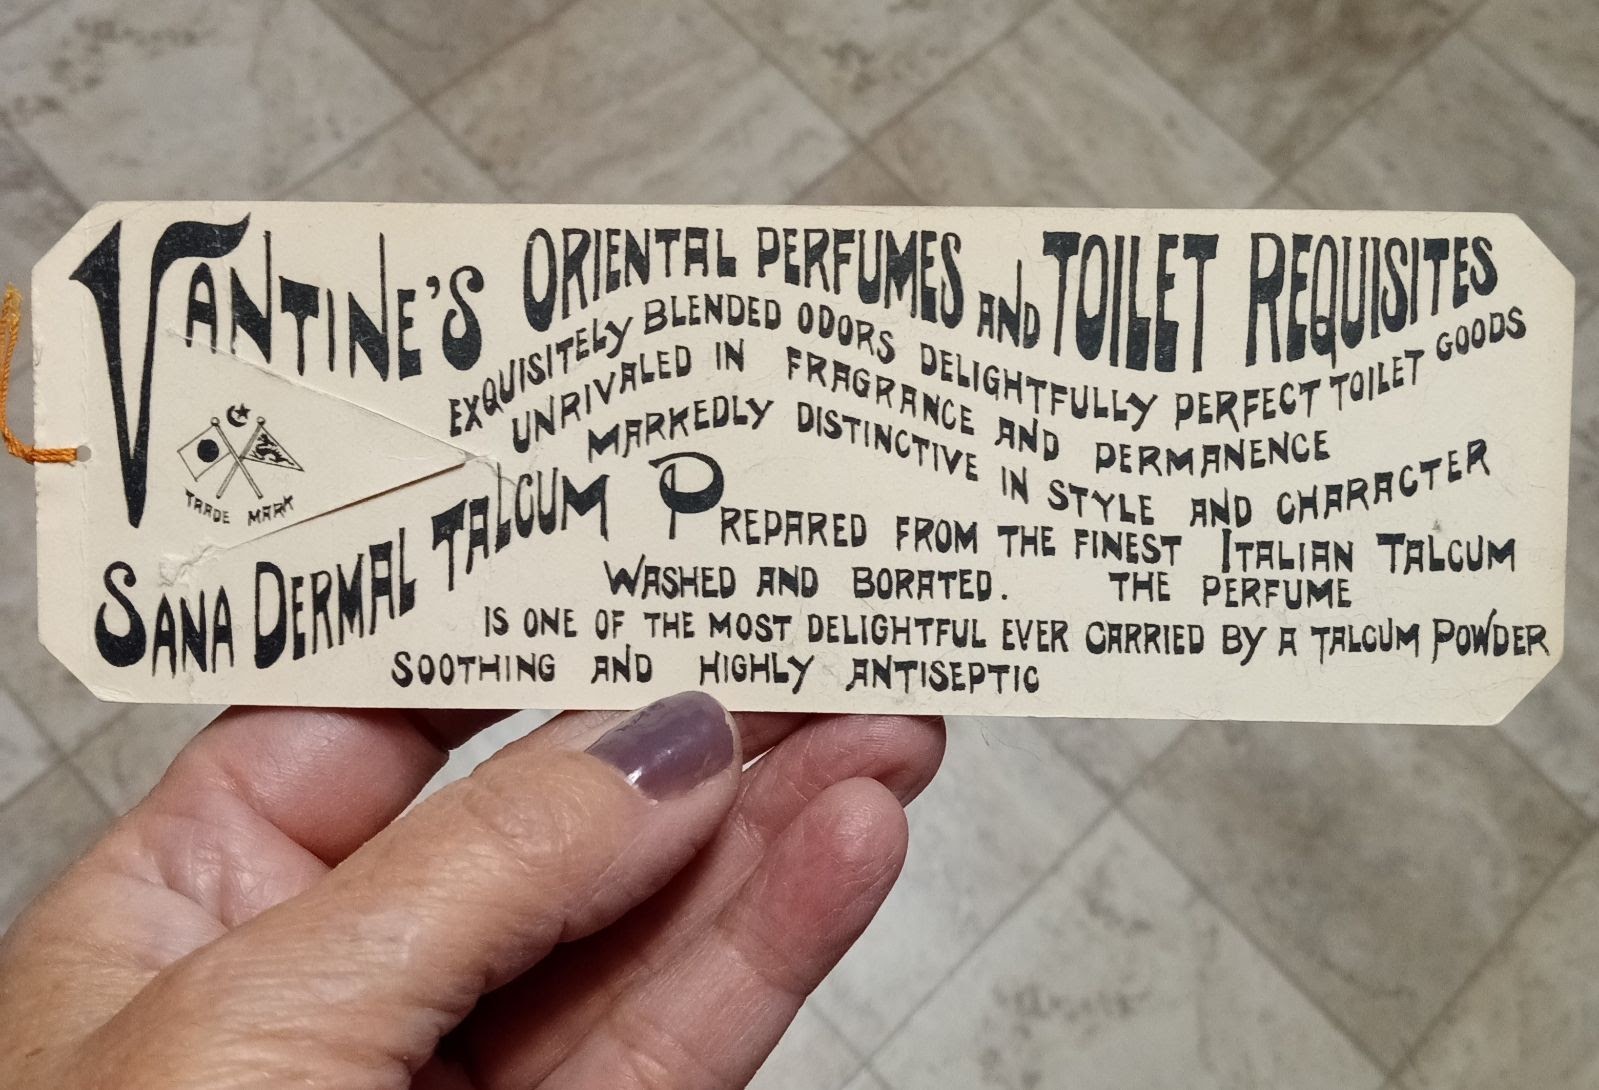 VANTINE'S ORIENTAL PERFUMES AND TOILET REQUISITES
EXQUISITELY BLENDED ODORS DELIGHTFULLY PERFECT TOILET GOODS
UNRIVALED IN FRAGRANCE AND PERMANENCE
MARKEDLY DISTINCTIVE IN STYLE AND CHARACTER
TRADE MARK
SANA DERMAL TALCUM PREPARED FROM THE FINEST ITALIAN TALCUM
WASHED AND BORATED. THE PERFUME
IS ONE OF THE MOST DELIGHTFUL EVER CARRIED BY A TALCUM POWDER
SOOTHING AND HIGHLY ANTISEPTIC